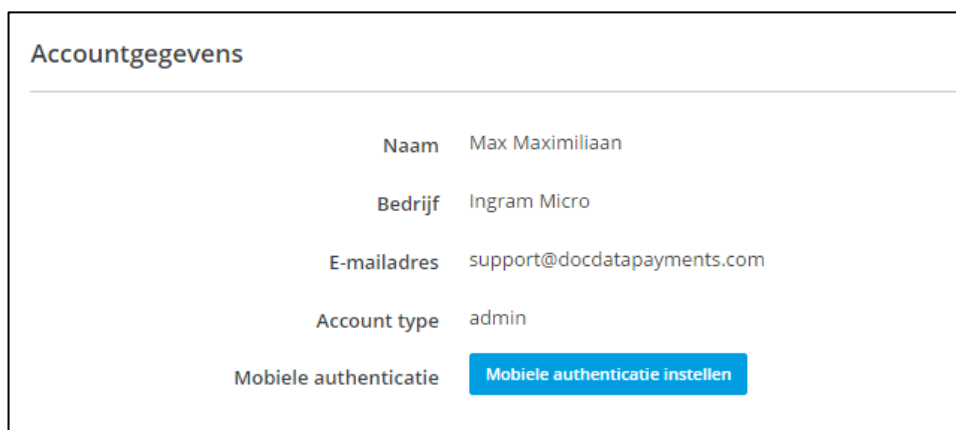 Accountgegevens
Naam Max Maximiliaan
Bedrijf Ingram Micro
E-mailadres support@docdatapayments.com
Account type admin
Mobiele authenticatie Mobiele authenticatie instellen